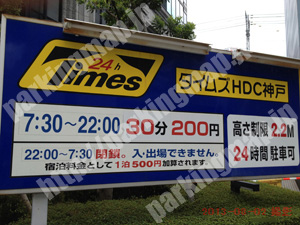 24h
Times
タイムズHDC神戸
7:30～22:00 30分 200円
22:00～7:30 閉鎖。入・出場できません。
宿泊料金として1泊500円加算されます。
高さ制限 2.2M
24時間 駐車可